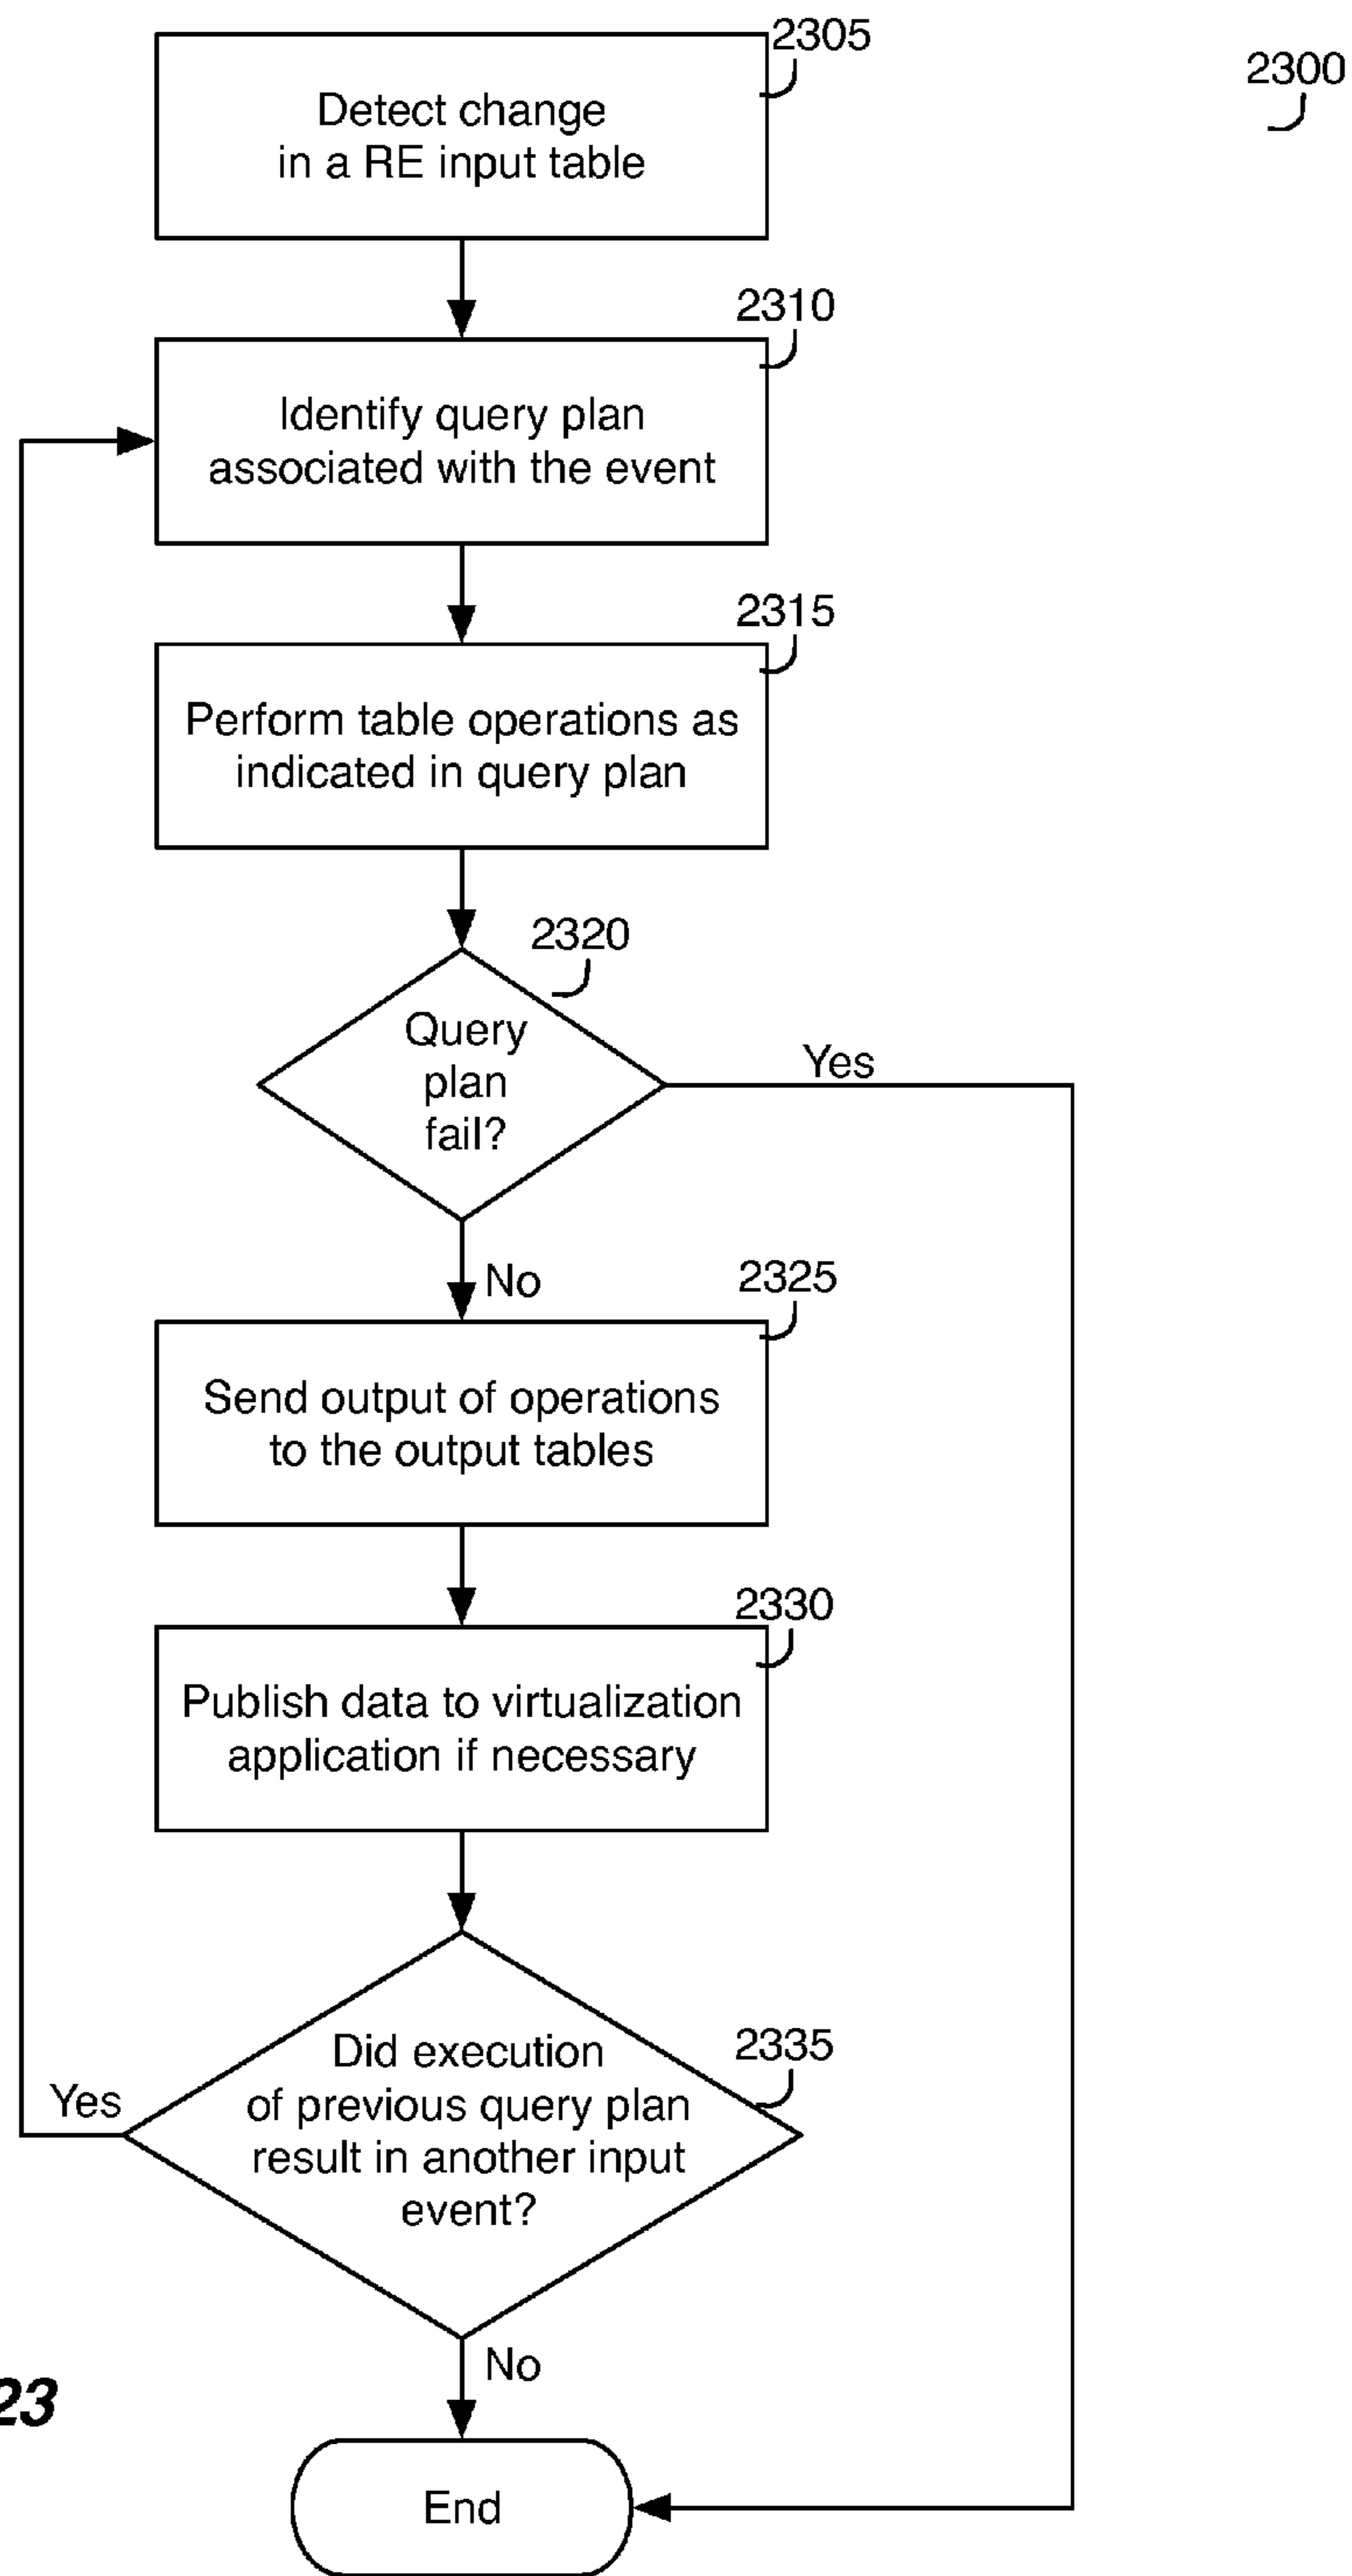 2305
2300
Detect change
in a RE input table
2310
Identify query plan
associated with the event
2315
Perform table operations as
indicated in query plan
2320
Query
plan
fail?
Yes
No
2325
Send output of operations
to the output tables
2330
Publish data to virtualization
application if necessary
2335
Did execution
of previous query plan
result in another input
event?
Yes
No
23
End